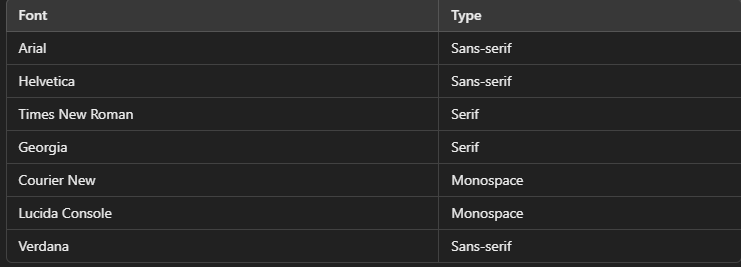 Font Type
Arial Sans-serif
Helvetica Sans-serif
Times New Roman Serif
Georgia Serif
Courier New Monospace
Lucida Console Monospace
Verdana Sans-serif